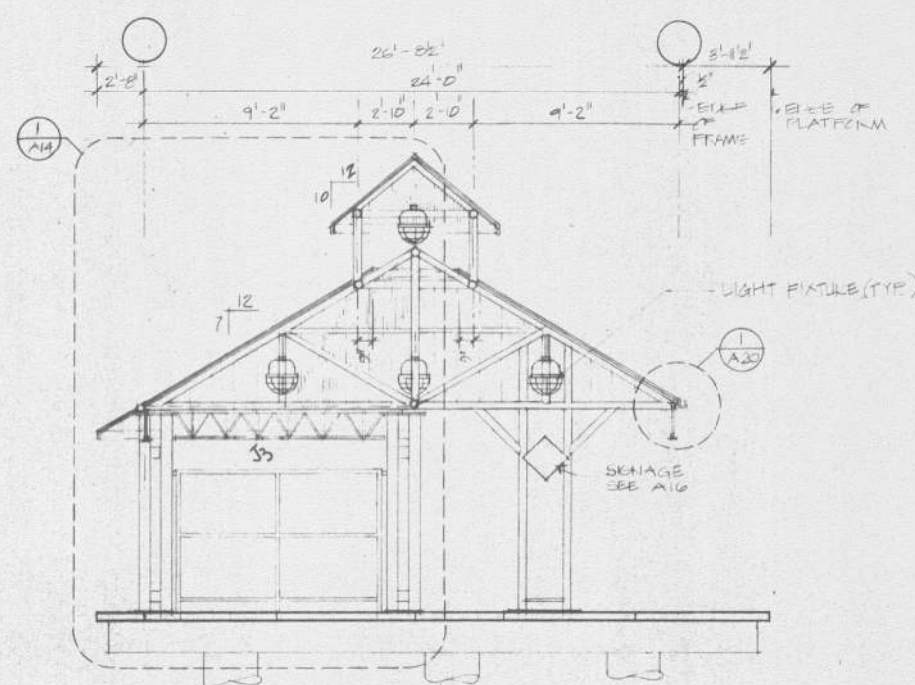 26'-8½"
3'-11½"
2'-8"
24'-0"
½"
9'-2"
2'-10"
2'-10"
9'-2"
EDGE
OF
FRAME
EDGE OF
PLATFORM
1
A14
12
10
12
7
LIGHT FIXTURE (TYP.)
1
A20
J3
SIGNAGE
SEE A16